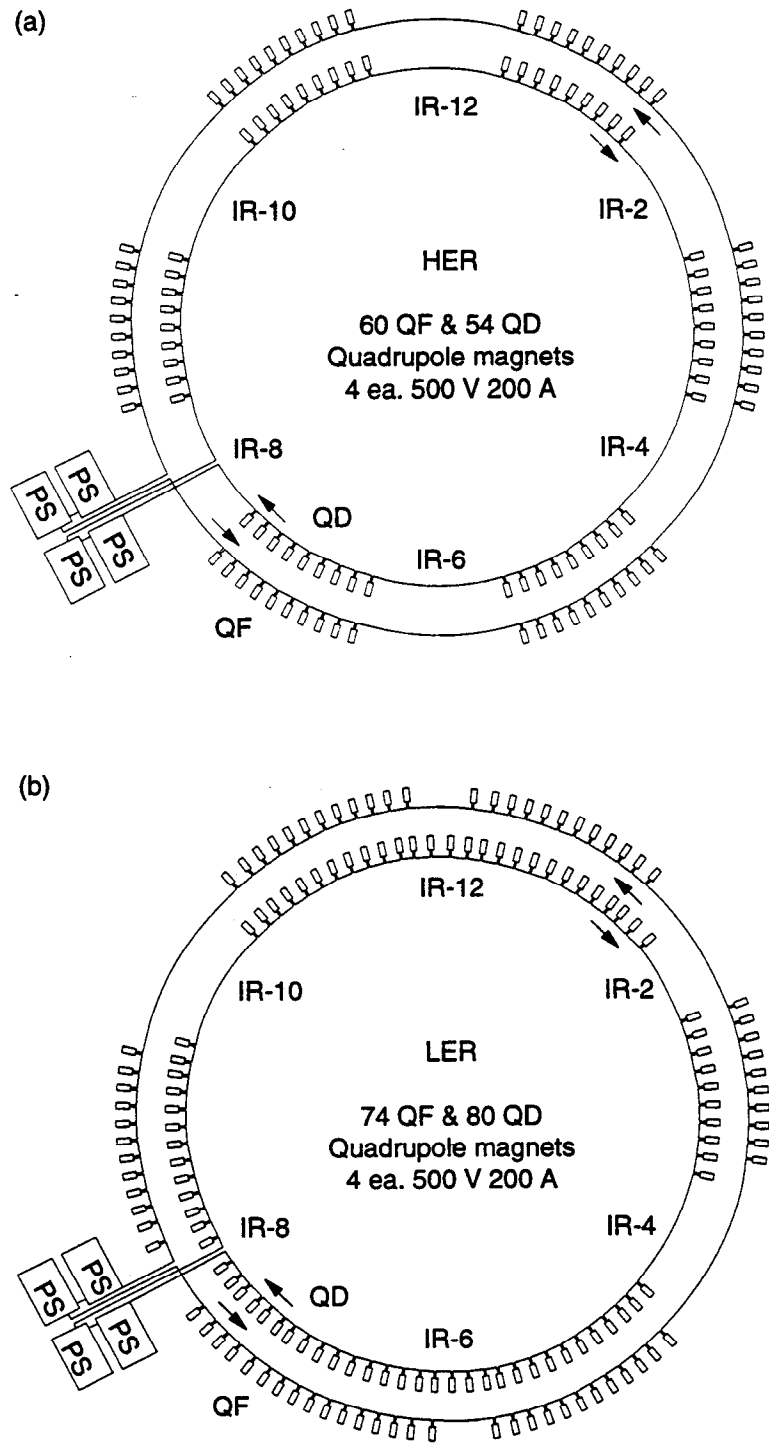 (a)
IR-12
IR-10
IR-2
HER
60 QF & 54 QD
Quadrupole magnets
4 ea. 500 V 200 A
IR-8
IR-4
PS
PS
PS
PS
QD
IR-6
QF
(b)
IR-12
IR-10
IR-2
LER
74 QF & 80 QD
Quadrupole magnets
4 ea. 500 V 200 A
IR-8
IR-4
PS
PS
PS
PS
QD
IR-6
QF